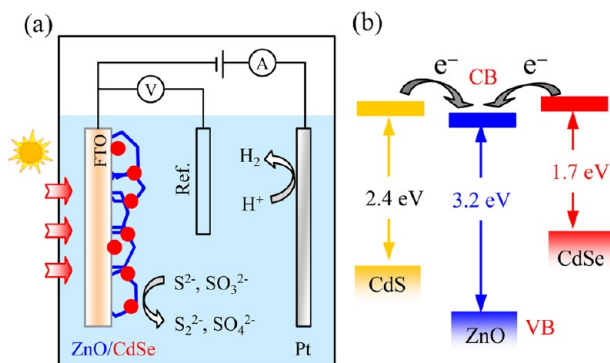 (a)
A
V
FTO
Ref.
H₂
H⁺
S²⁻, SO₃²⁻
S₂²⁻, SO₄²⁻
ZnO/CdSe
Pt
(b)
e⁻ CB e⁻
2.4 eV
3.2 eV
1.7 eV
CdS
CdSe
ZnO
VB